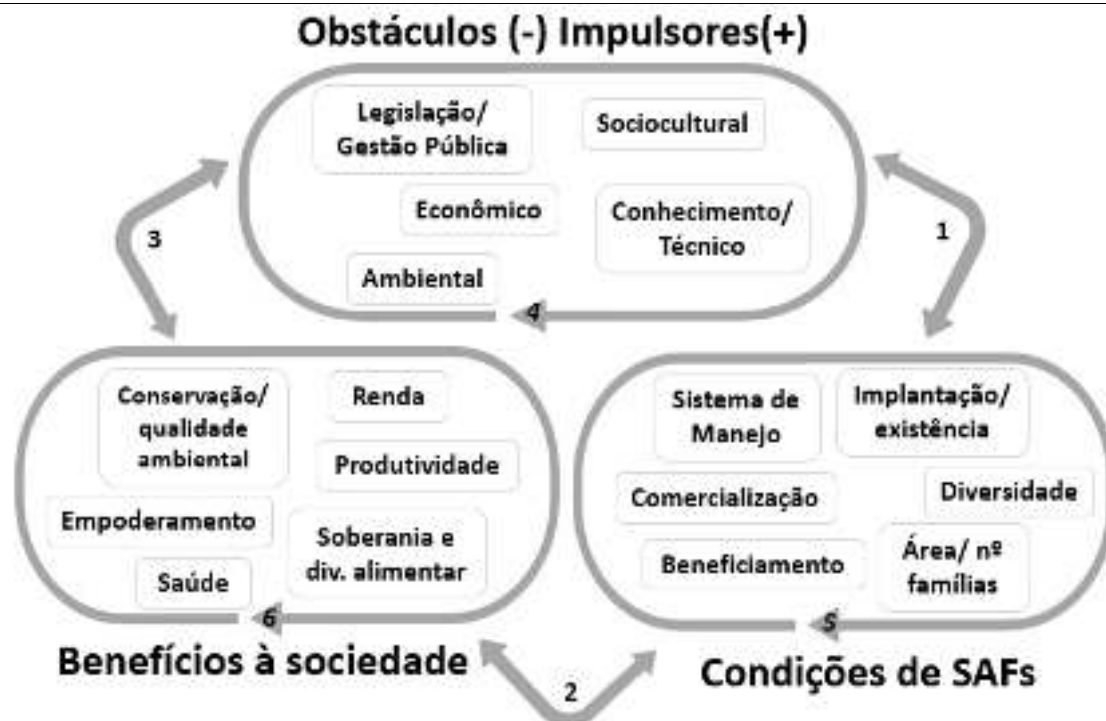 Obstáculos (-) Impulsores(+)
Legislação/
Gestão Pública
Sociocultural
Econômico
Conhecimento/
Técnico
Ambiental
3
1
4
Conservação/
qualidade
ambiental
Renda
Produtividade
Empoderamento
Soberania e
div. alimentar
Saúde
6
Sistema de
Manejo
Implantação/
existência
Comercialização
Diversidade
Beneficiamento
Área/ nº
famílias
5
Benefícios à sociedade
2
Condições de SAFs